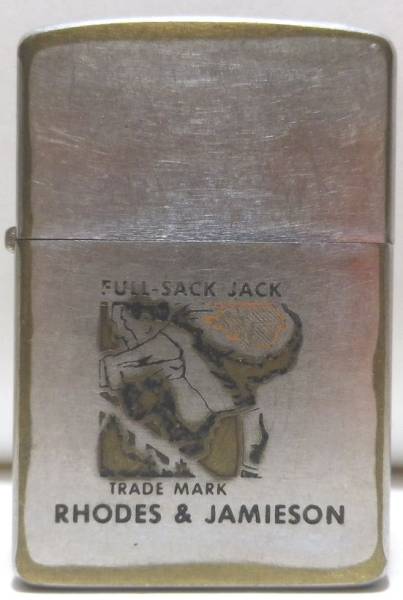 FULL-SACK JACK
TRADE MARK
RHODES & JAMIESON